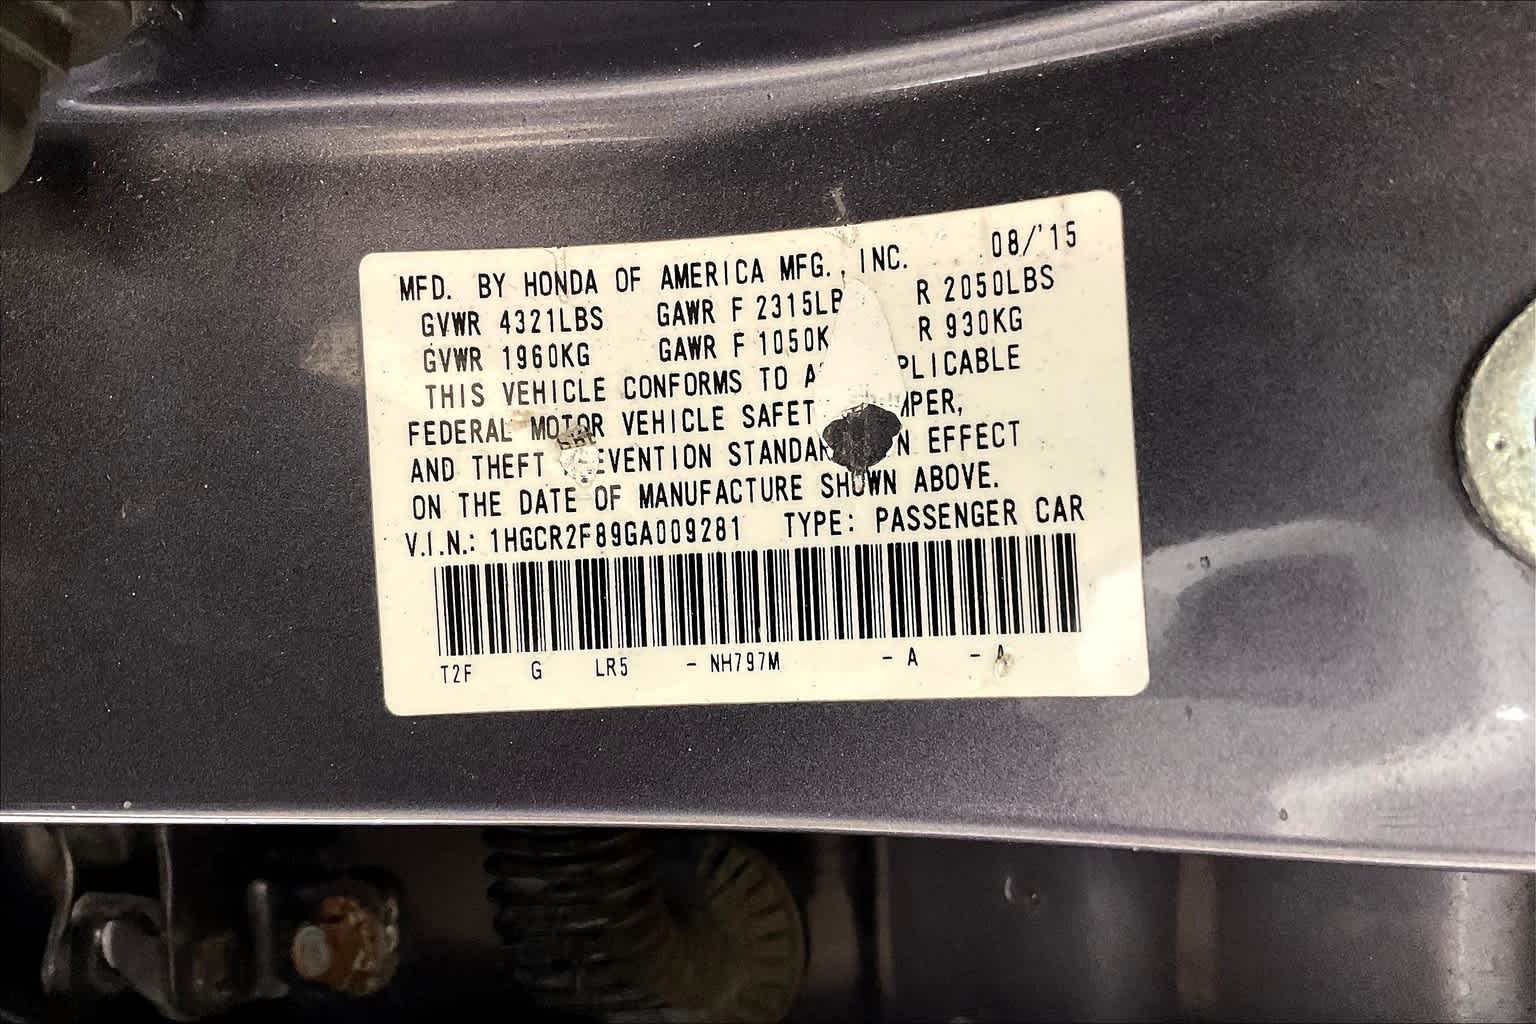 MFD. BY HONDA OF AMERICA MFG., INC. 08/'15
GVWR 4321LBS GAWR F 2315LB R 2050LBS
GVWR 1960KG GAWR F 1050K R 930KG
THIS VEHICLE CONFORMS TO A PLICABLE
FEDERAL MOTOR VEHICLE SAFET MPER,
AND THEFT EVENTION STANDAR N EFFECT
ON THE DATE OF MANUFACTURE SHOWN ABOVE.
V.I.N.: 1HGCR2F89GA009281 TYPE: PASSENGER CAR
T2F G LR5 - NH797M - A - A